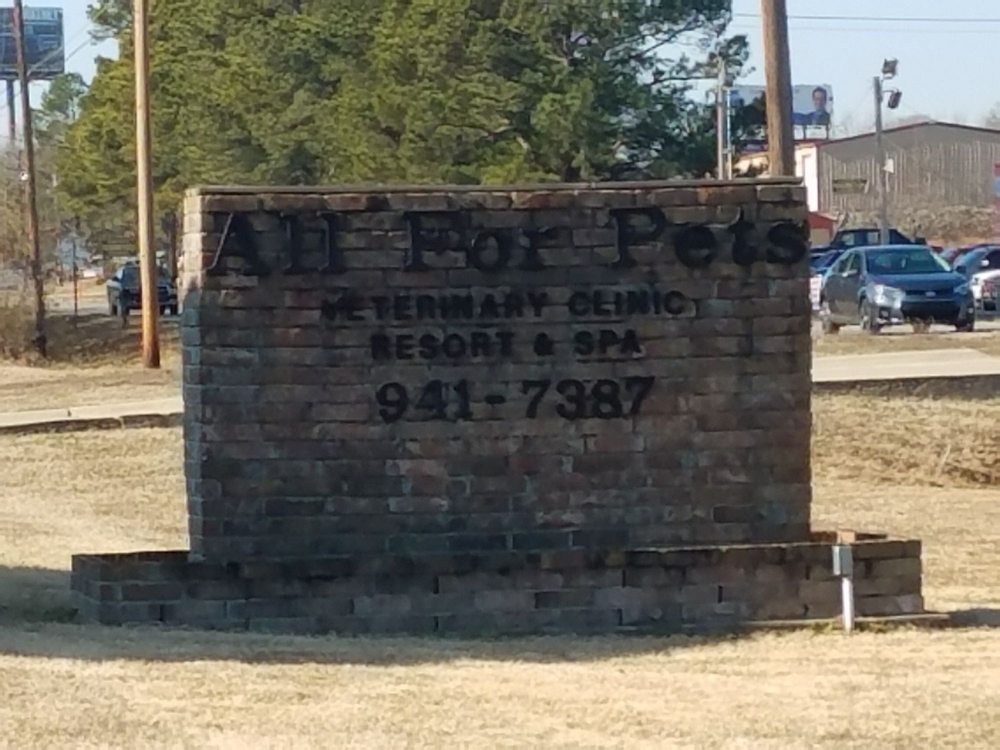 All For Pets
VETERINARY CLINIC
RESORT & SPA
941-7387